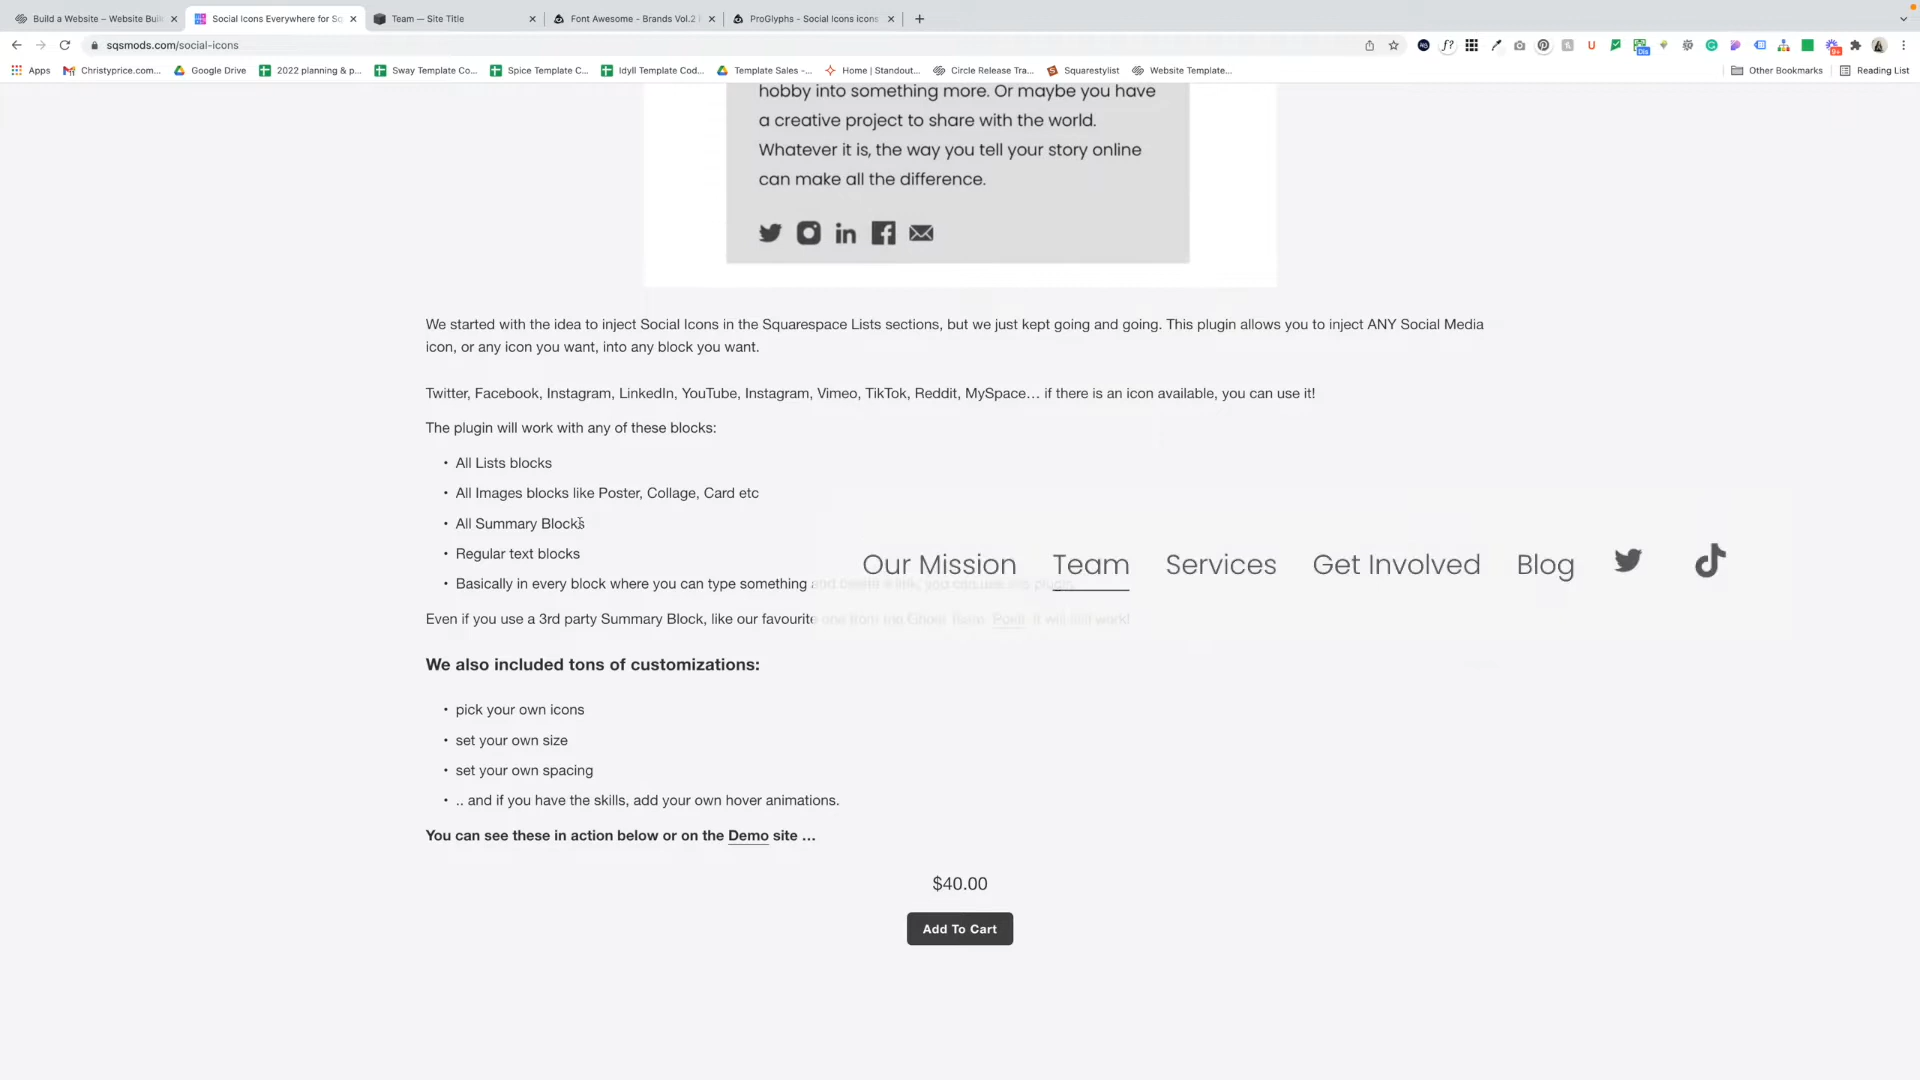 Build a Website – Website Buil
Social Icons Everywhere for Sq
Team — Site Title
Font Awesome - Brands Vol.2
ProGlyphs - Social Icons icons
sqsmods.com/social-icons
Apps
Christyprice.com...
Google Drive
2022 planning & p...
Sway Template Co...
Spice Template C...
Idyll Template Cod...
Template Sales -...
Home | Standout...
Circle Release Tra...
Squarestylist
Website Template...
Other Bookmarks
Reading List
hobby into something more. Or maybe you have
a creative project to share with the world.
Whatever it is, the way you tell your story online
can make all the difference.
We started with the idea to inject Social Icons in the Squarespace Lists sections, but we just kept going and going. This plugin allows you to inject ANY Social Media
icon, or any icon you want, into any block you want.
Twitter, Facebook, Instagram, LinkedIn, YouTube, Instagram, Vimeo, TikTok, Reddit, MySpace... if there is an icon available, you can use it!
The plugin will work with any of these blocks:
• All Lists blocks
• All Images blocks like Poster, Collage, Card etc
• All Summary Blocks
• Regular text blocks
Our Mission Team Services Get Involved Blog
• Basically in every block where you can type something
Even if you use a 3rd party Summary Block, like our favourite
We also included tons of customizations:
• pick your own icons
• set your own size
• set your own spacing
• .. and if you have the skills, add your own hover animations.
You can see these in action below or on the Demo site ...
$40.00
Add To Cart